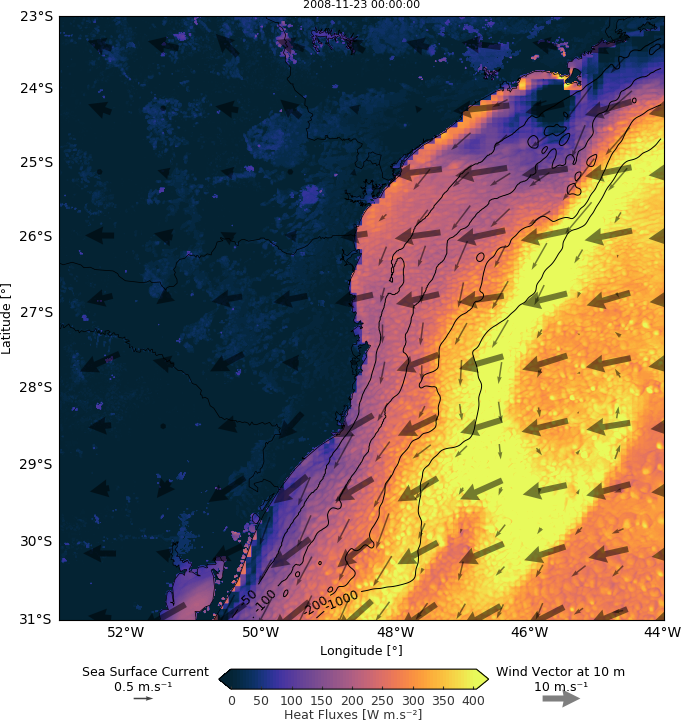 2008-11-23 00:00:00
23°S
24°S
25°S
26°S
27°S
28°S
29°S
30°S
31°S
Latitude [°]
-50
-100
-200
-1000
52°W
50°W
48°W
46°W
44°W
Longitude [°]
Sea Surface Current
0.5 m.s⁻¹
Wind Vector at 10 m
10 m.s⁻¹
0 50 100 150 200 250 300 350 400
Heat Fluxes [W m.s⁻²]